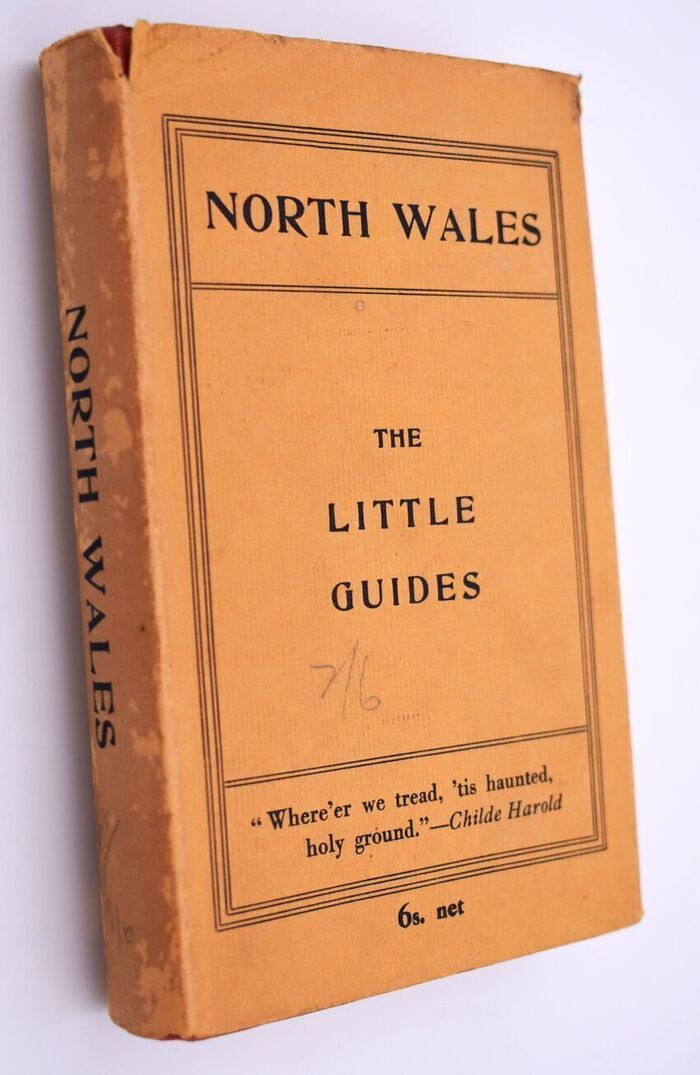 NORTH WALES
NORTH WALES
THE
LITTLE
GUIDES
7/6
“Where'er we tread, 'tis haunted,
holy ground.”—Childe Harold
6s. net